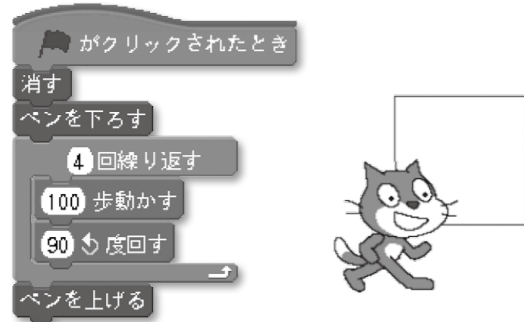 がクリックされたとき
消す
ペンを下ろす
4 回繰り返す
100 歩動かす
90 度回す
ペンを上げる